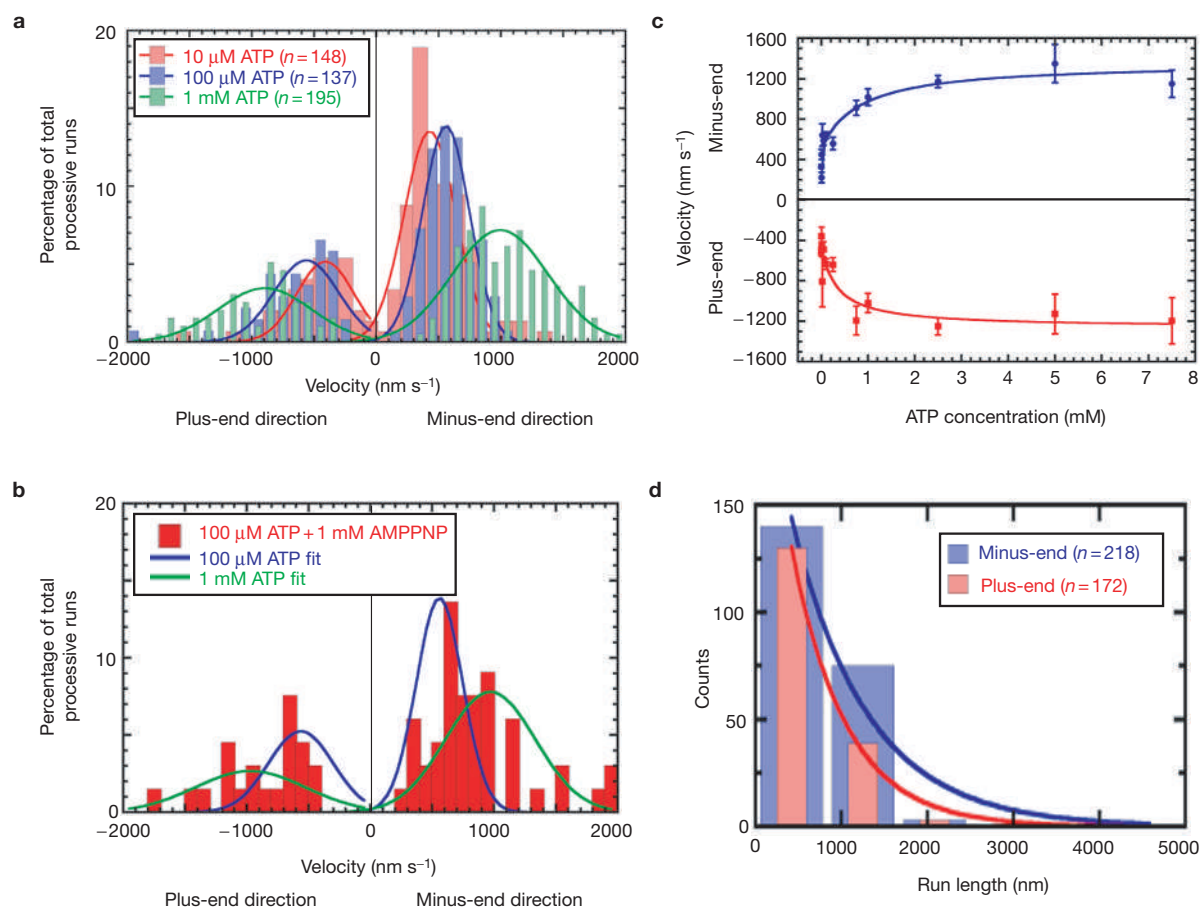 a
20
10 μM ATP (n=148)
100 μM ATP (n=137)
1 mM ATP (n=195)
10
0
Percentage of total
processive runs
−2000
−1000
0
1000
2000
Velocity (nm s⁻¹)
Plus-end direction
Minus-end direction
c
1600
1200
800
400
0
−400
−800
−1200
−1600
Minus-end
Plus-end
Velocity (nm s⁻¹)
0
1
2
3
4
5
6
7
8
ATP concentration (mM)
b
20
100 μM ATP + 1 mM AMPPNP
100 μM ATP fit
1 mM ATP fit
10
0
Percentage of total
processive runs
−2000
−1000
0
1000
2000
Velocity (nm s⁻¹)
Plus-end direction
Minus-end direction
d
150
Minus-end (n=218)
Plus-end (n=172)
100
50
0
Counts
0
1000
2000
3000
4000
5000
Run length (nm)